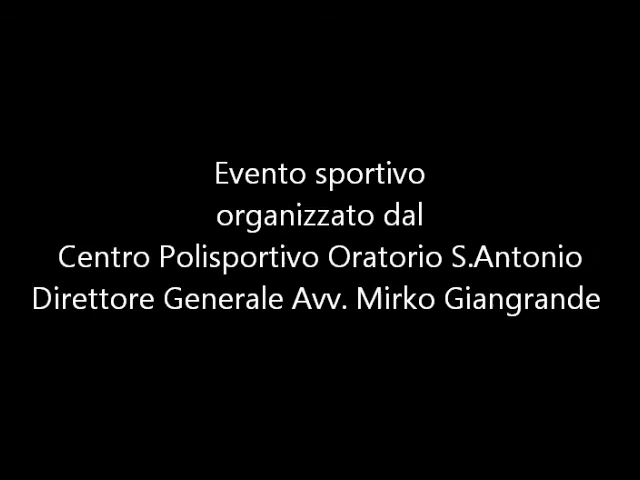 Evento sportivo
organizzato dal
Centro Polisportivo Oratorio S.Antonio
Direttore Generale Avv. Mirko Giangrande